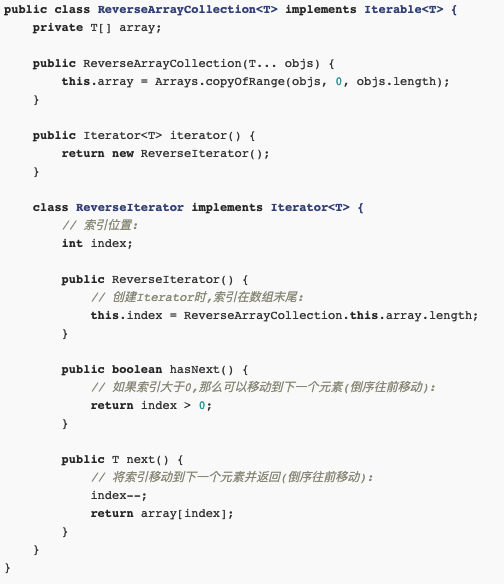 public class ReverseArrayCollection<T> implements Iterable<T> {
    private T[] array;

    public ReverseArrayCollection(T... objs) {
        this.array = Arrays.copyOfRange(objs, 0, objs.length);
    }

    public Iterator<T> iterator() {
        return new ReverseIterator();
    }

    class ReverseIterator implements Iterator<T> {
        // 索引位置:
        int index;

        public ReverseIterator() {
            // 创建Iterator时,索引在数组末尾:
            this.index = ReverseArrayCollection.this.array.length;
        }

        public boolean hasNext() {
            // 如果索引大于0,那么可以移动到下一个元素(倒序往前移动):
            return index > 0;
        }

        public T next() {
            // 将索引移动到下一个元素并返回(倒序往前移动):
            index--;
            return array[index];
        }
    }
}